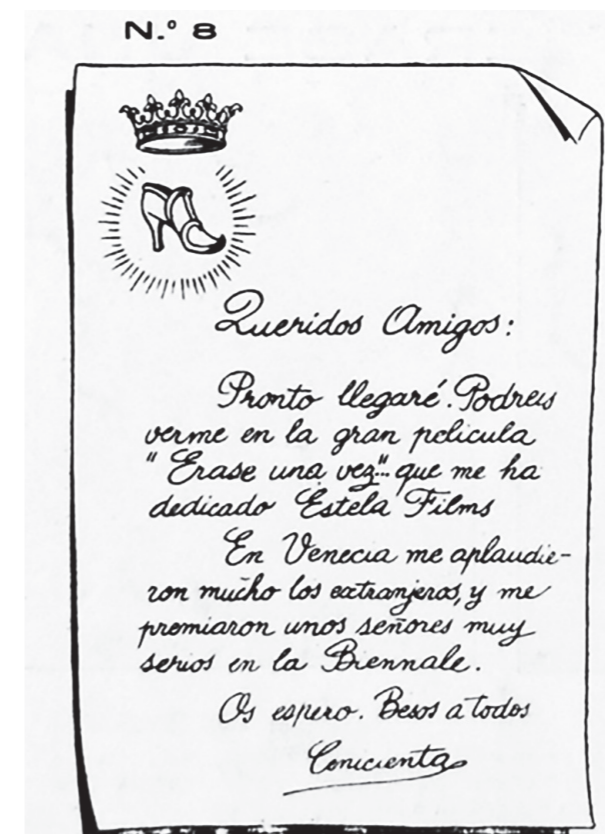 N.º 8
Queridos Amigos:
Pronto llegaré. Podreis
verme en la gran pelicula
"Erase una vez"... que me ha
dedicado Estela Films
En Venecia me aplaudie-
ron mucho los extranjeros, y me
premiaron unos señores muy
serios en la Biennale.
Os espero. Besos a todos
Cenicienta